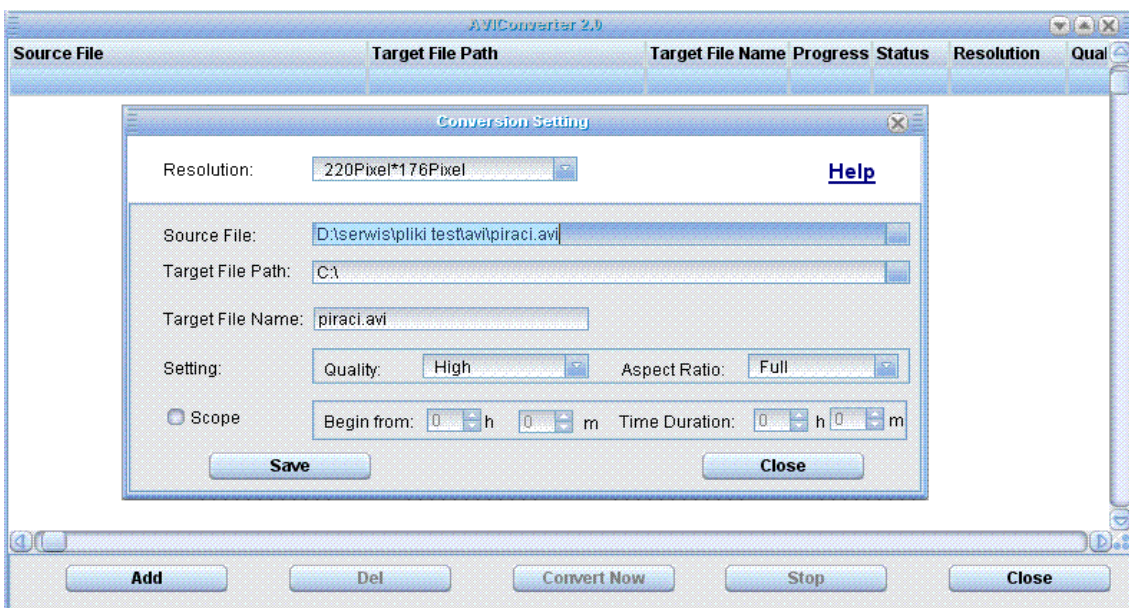 AVIConverter 2.0
Source File Target File Path Target File Name Progress Status Resolution Qual
Conversion Setting
Resolution: 220Pixel*176Pixel Help
Source File: D:\serwis\pliki test\avi\piraci.avi
Target File Path: C:\
Target File Name: piraci.avi
Setting: Quality: High Aspect Ratio: Full
Scope Begin from: 0 h 0 m Time Duration: 0 h 0 m
Save Close
Add Del Convert Now Stop Close